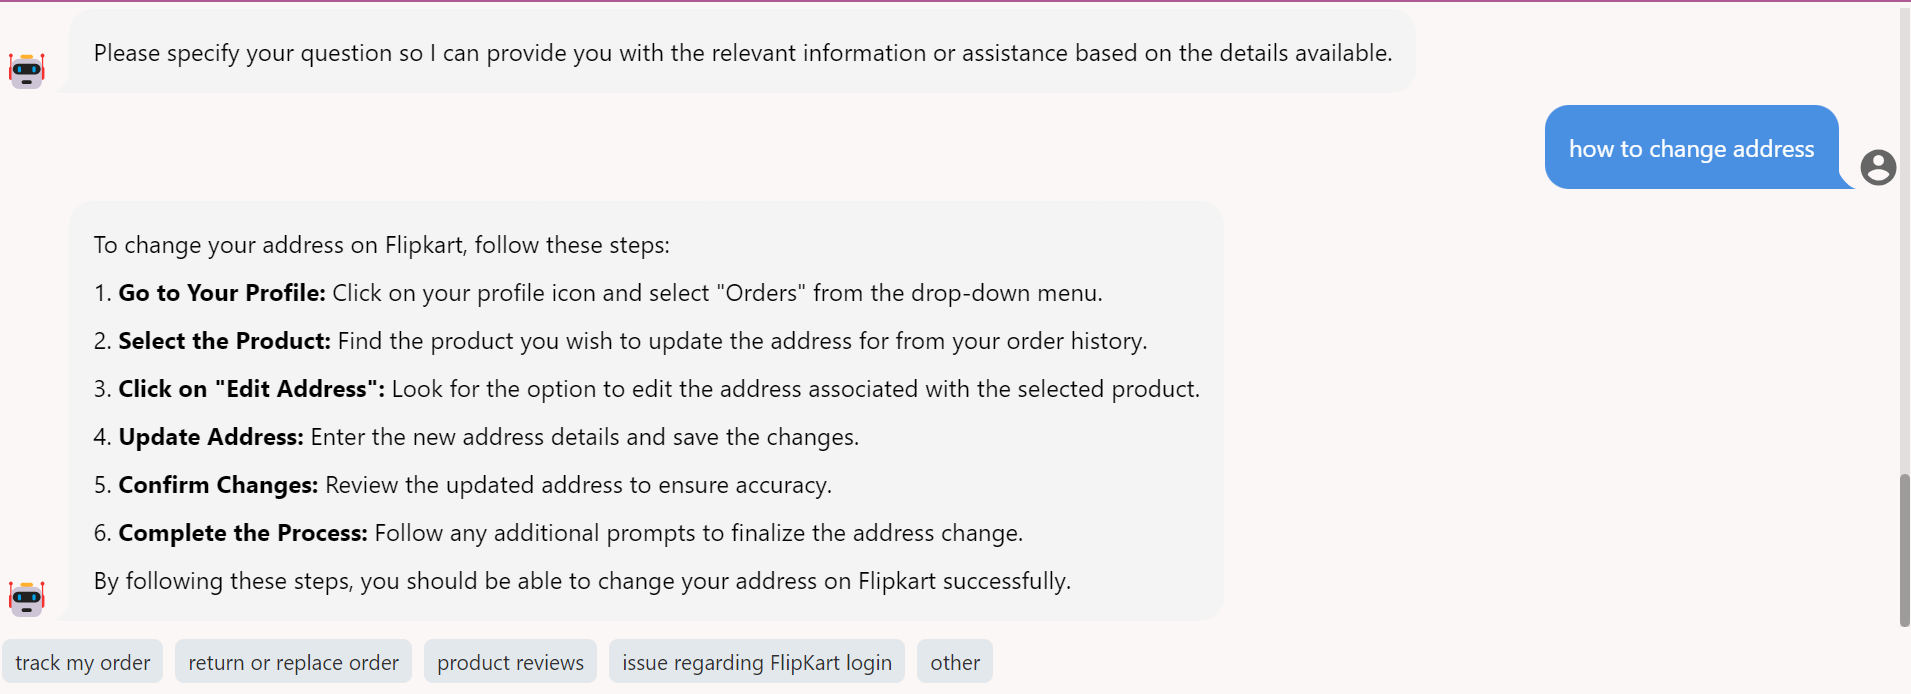 Please specify your question so I can provide you with the relevant information or assistance based on the details available.
how to change address
To change your address on Flipkart, follow these steps:
1. Go to Your Profile: Click on your profile icon and select "Orders" from the drop-down menu.
2. Select the Product: Find the product you wish to update the address for from your order history.
3. Click on "Edit Address": Look for the option to edit the address associated with the selected product.
4. Update Address: Enter the new address details and save the changes.
5. Confirm Changes: Review the updated address to ensure accuracy.
6. Complete the Process: Follow any additional prompts to finalize the address change.
By following these steps, you should be able to change your address on Flipkart successfully.
track my order return or replace order product reviews issue regarding FlipKart login other